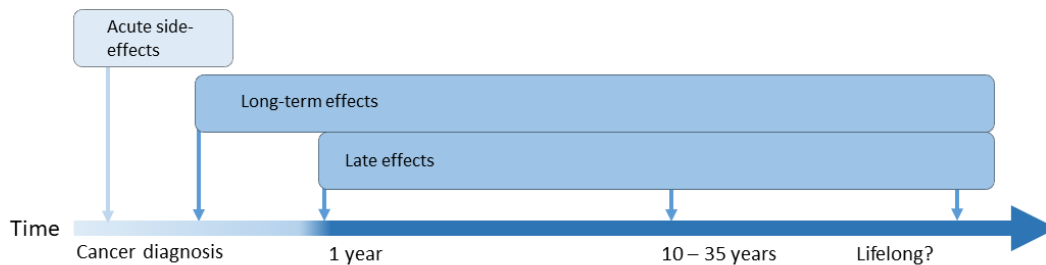 Acute side-
effects
Long-term effects
Late effects
Time
Cancer diagnosis
1 year
10 – 35 years
Lifelong?